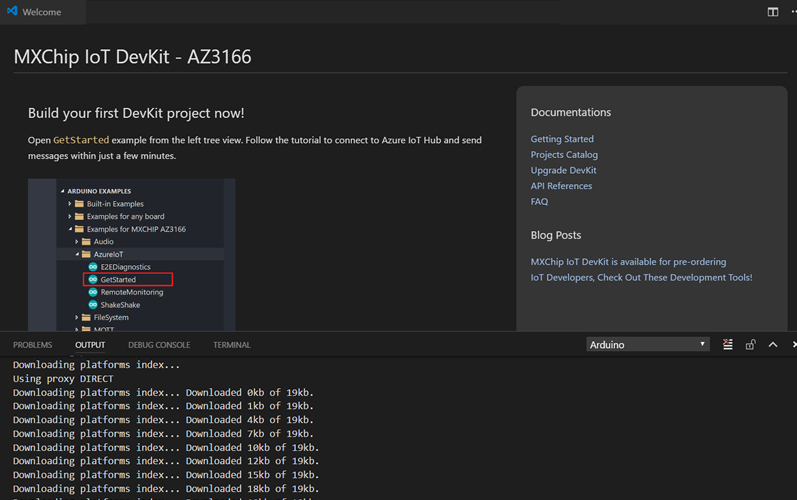 Welcome
MXChip IoT DevKit - AZ3166
Build your first DevKit project now!
Open GetStarted example from the left tree view. Follow the tutorial to connect to Azure IoT Hub and send
messages within just a few minutes.
ARDUINO EXAMPLES
Built-in Examples
Examples for any board
Examples for MXCHIP AZ3166
Audio
AzureIoT
E2EDiagnostics
GetStarted
RemoteMonitoring
ShakeShake
FileSystem
MQTT
Documentations
Getting Started
Projects Catalog
Upgrade DevKit
API References
FAQ
Blog Posts
MXChip IoT DevKit is available for pre-ordering
IoT Developers, Check Out These Development Tools!
PROBLEMS OUTPUT DEBUG CONSOLE TERMINAL Arduino
Downloading platforms index...
Using proxy DIRECT
Downloading platforms index... Downloaded 0kb of 19kb.
Downloading platforms index... Downloaded 1kb of 19kb.
Downloading platforms index... Downloaded 4kb of 19kb.
Downloading platforms index... Downloaded 7kb of 19kb.
Downloading platforms index... Downloaded 10kb of 19kb.
Downloading platforms index... Downloaded 12kb of 19kb.
Downloading platforms index... Downloaded 15kb of 19kb.
Downloading platforms index... Downloaded 18kb of 19kb.